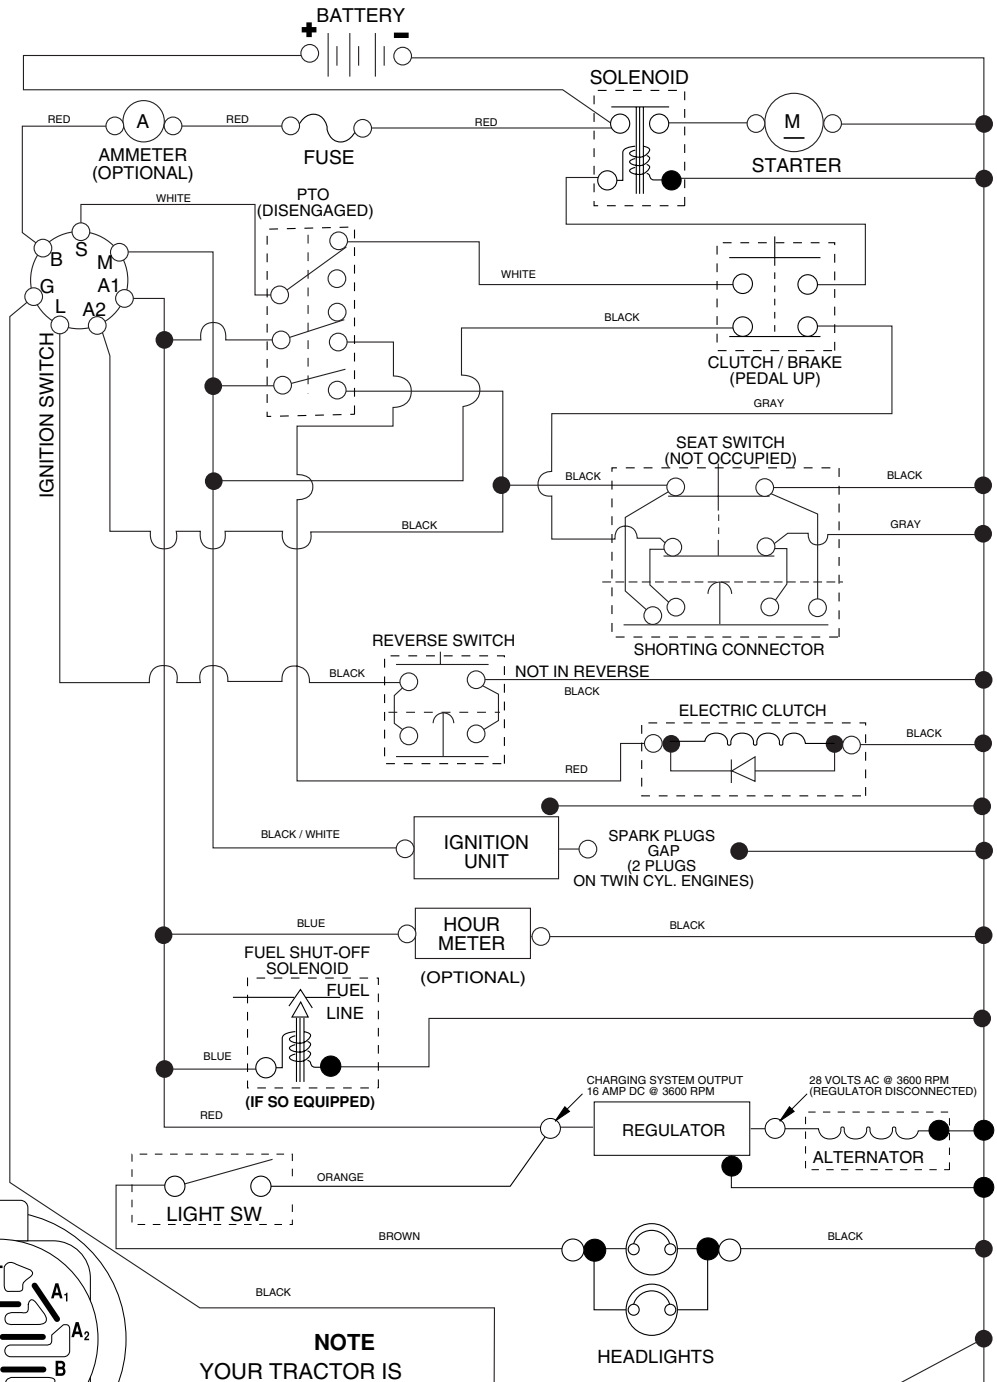 BATTERY
+
-
SOLENOID
RED
A
RED
RED
M
AMMETER
(OPTIONAL)
FUSE
STARTER
WHITE
PTO
(DISENGAGED)
B
S
M
G
A1
L
A2
IGNITION SWITCH
WHITE
BLACK
CLUTCH / BRAKE
(PEDAL UP)
GRAY
SEAT SWITCH
(NOT OCCUPIED)
BLACK
BLACK
BLACK
GRAY
SHORTING CONNECTOR
REVERSE SWITCH
BLACK
NOT IN REVERSE
BLACK
ELECTRIC CLUTCH
BLACK
RED
BLACK / WHITE
IGNITION
UNIT
SPARK PLUGS
GAP
(2 PLUGS
ON TWIN CYL. ENGINES)
BLUE
HOUR
METER
BLACK
(OPTIONAL)
FUEL SHUT-OFF
SOLENOID
FUEL
LINE
BLUE
(IF SO EQUIPPED)
RED
CHARGING SYSTEM OUTPUT
16 AMP DC @ 3600 RPM
28 VOLTS AC @ 3600 RPM
(REGULATOR DISCONNECTED)
REGULATOR
ALTERNATOR
ORANGE
LIGHT SW
BROWN
BLACK
HEADLIGHTS
BLACK
A1
A2
B
NOTE
YOUR TRACTOR IS